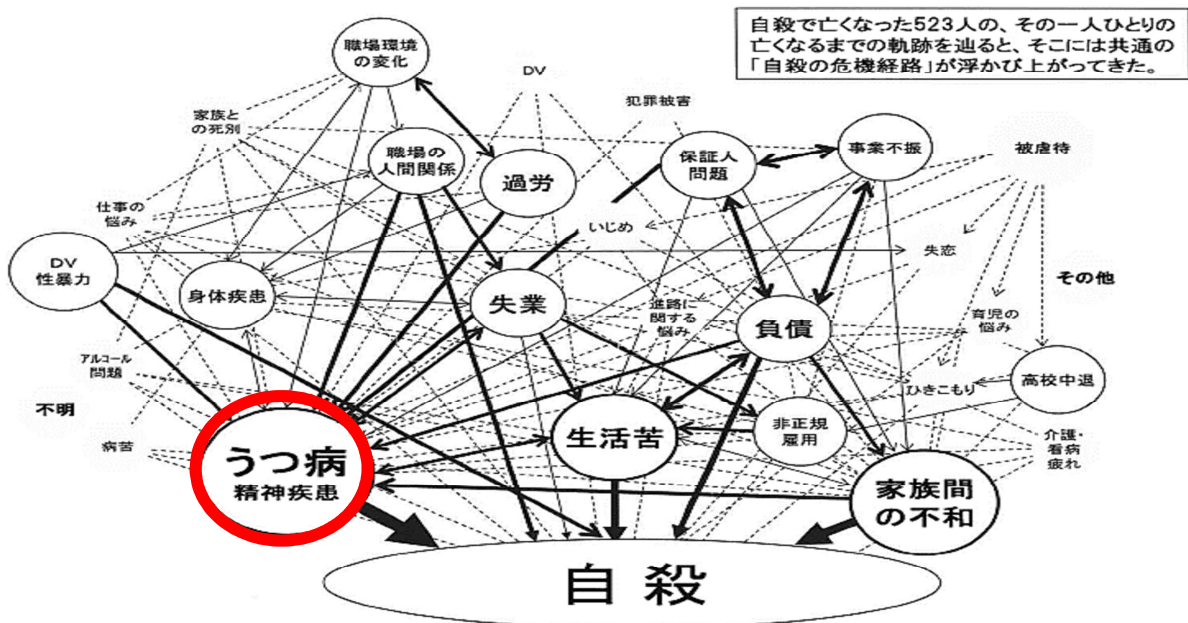 自殺で亡くなった523人の、その一人ひとりの
亡くなるまでの軌跡を辿ると、そこには共通の
「自殺の危機経路」が浮かび上がってきた。
職場環境
の変化
DV
犯罪被害
家族と
の死別
職場の
人間関係
過労
保証人
問題
事業不振
被虐待
仕事の
悩み
いじめ
失恋
DV
性暴力
その他
身体疾患
失業
進路に
関する
悩み
負債
育児の
悩み
アルコール
問題
ひきこもり
高校中退
不明
病苦
うつ病
精神疾患
生活苦
非正規
雇用
介護・
看病
疲れ
家族間
の不和
自殺